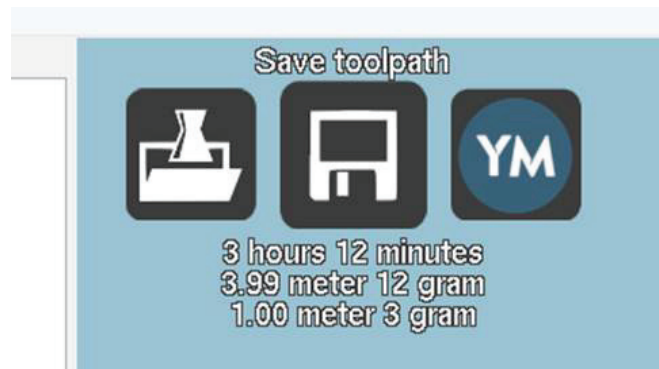 Save toolpath
YM
3 hours 12 minutes
3.99 meter 12 gram
1.00 meter 3 gram